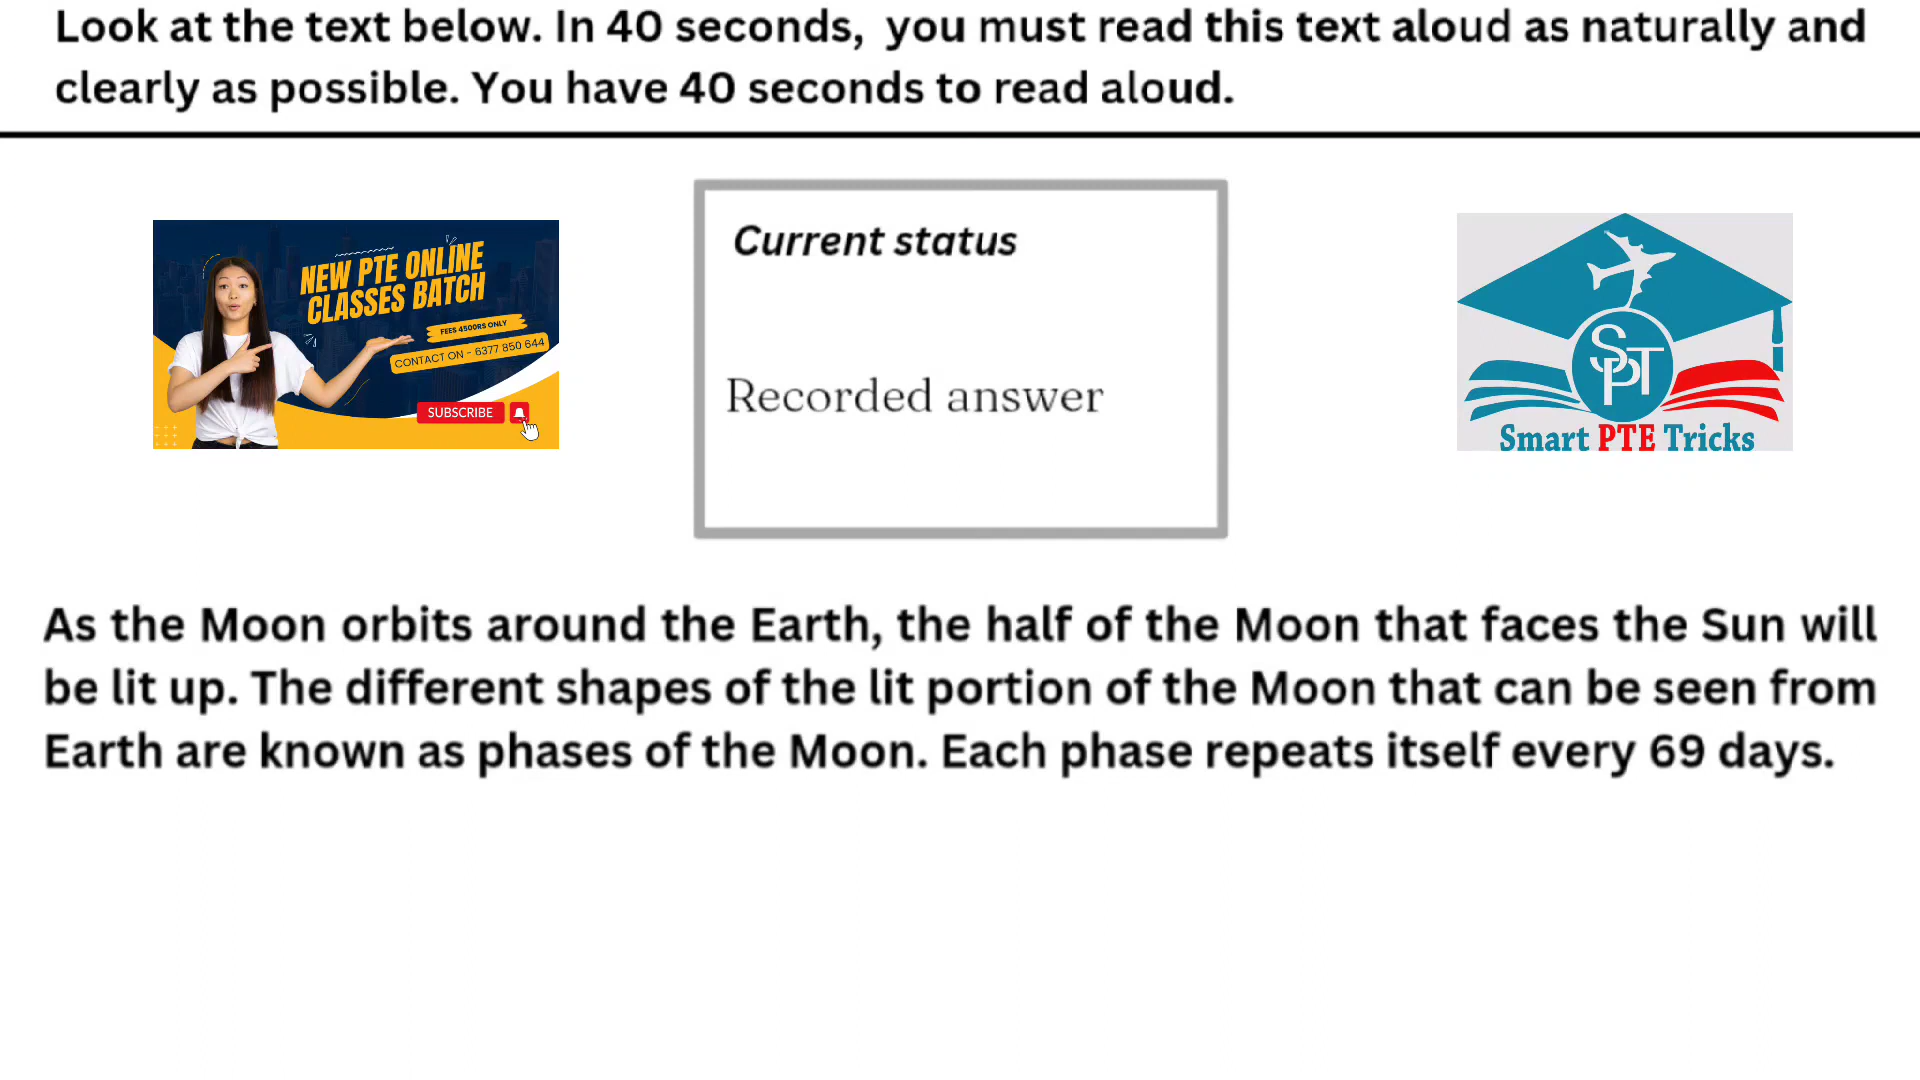 Look at the text below. In 40 seconds, you must read this text aloud as naturally and
clearly as possible. You have 40 seconds to read aloud.
NEW PTE ONLINE
CLASSES BATCH
FEES 4500RS ONLY
CONTACT ON - 6377 850 644
SUBSCRIBE
Current status
Recorded answer
SPT
Smart PTE Tricks
As the Moon orbits around the Earth, the half of the Moon that faces the Sun will
be lit up. The different shapes of the lit portion of the Moon that can be seen from
Earth are known as phases of the Moon. Each phase repeats itself every 69 days.